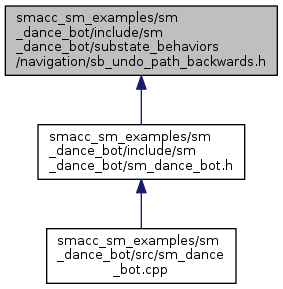 smacc_sm_examples/sm
_dance_bot/include/sm
_dance_bot/substate_behaviors
/navigation/sb_undo_path_backwards.h
smacc_sm_examples/sm
_dance_bot/include/sm
_dance_bot/sm_dance_bot.h
smacc_sm_examples/sm
_dance_bot/src/sm_dance
_bot.cpp